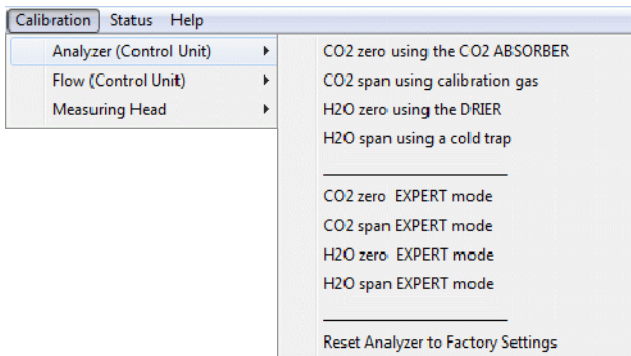 Calibration Status Help
Analyzer (Control Unit)
Flow (Control Unit)
Measuring Head
CO2 zero using the CO2 ABSORBER
CO2 span using calibration gas
H2O zero using the DRIER
H2O span using a cold trap
CO2 zero EXPERT mode
CO2 span EXPERT mode
H2O zero EXPERT mode
H2O span EXPERT mode
Reset Analyzer to Factory Settings